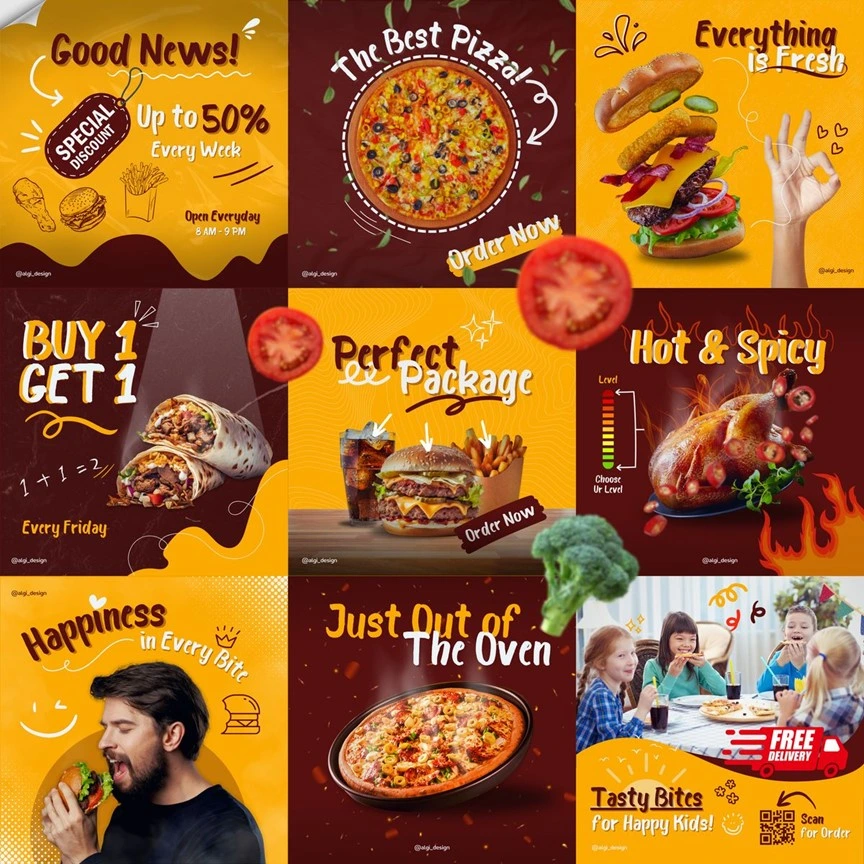 Good News!
SPECIAL
DISCOUNT
Up to 50%
Every Week
Open Everyday
8 AM - 9 PM
@algi_design
The Best Pizza!
Order Now
@algi_design
Everything
is Fresh
@algi_design
BUY 1
GET 1
1 + 1 = 2
Every Friday
@algi_design
Perfect
Package
Order Now
@algi_design
Hot & Spicy
Level
Choose
Ur Level
@algi_design
@algi_design
Happiness
in Every Bite
Just Out of
The Oven
@algi_design
FREE
DELIVERY
Tasty Bites
for Happy Kids!
Scan
for Order
@algi_design